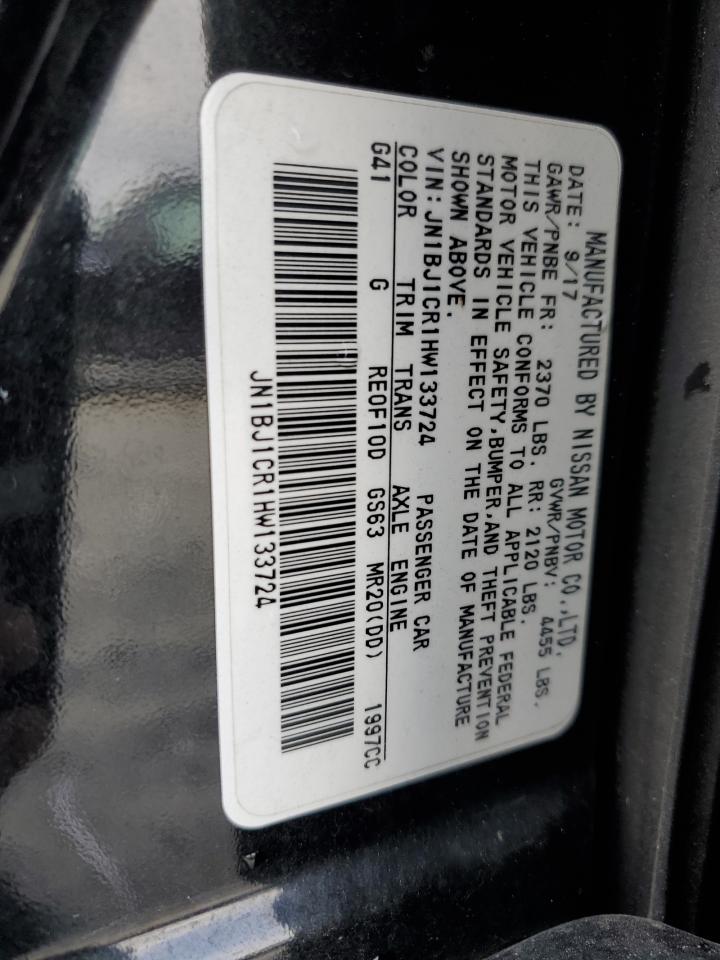 MANUFACTURED BY NISSAN MOTOR CO.,LTD.
DATE: 9/17 GVWR/PNBV: 4455 LBS.
GAWR/PNBE FR: 2370 LBS. RR: 2120 LBS.
THIS VEHICLE CONFORMS TO ALL APPLICABLE FEDERAL
MOTOR VEHICLE SAFETY,BUMPER,AND THEFT PREVENTION
STANDARDS IN EFFECT ON THE DATE OF MANUFACTURE
SHOWN ABOVE.
VIN:JN1BJ1CR1HW133724 PASSENGER CAR
COLOR TRIM TRANS AXLE ENGINE
G41 G RE0F10D GS63 MR20(DD) 1997CC
JN1BJ1CR1HW133724